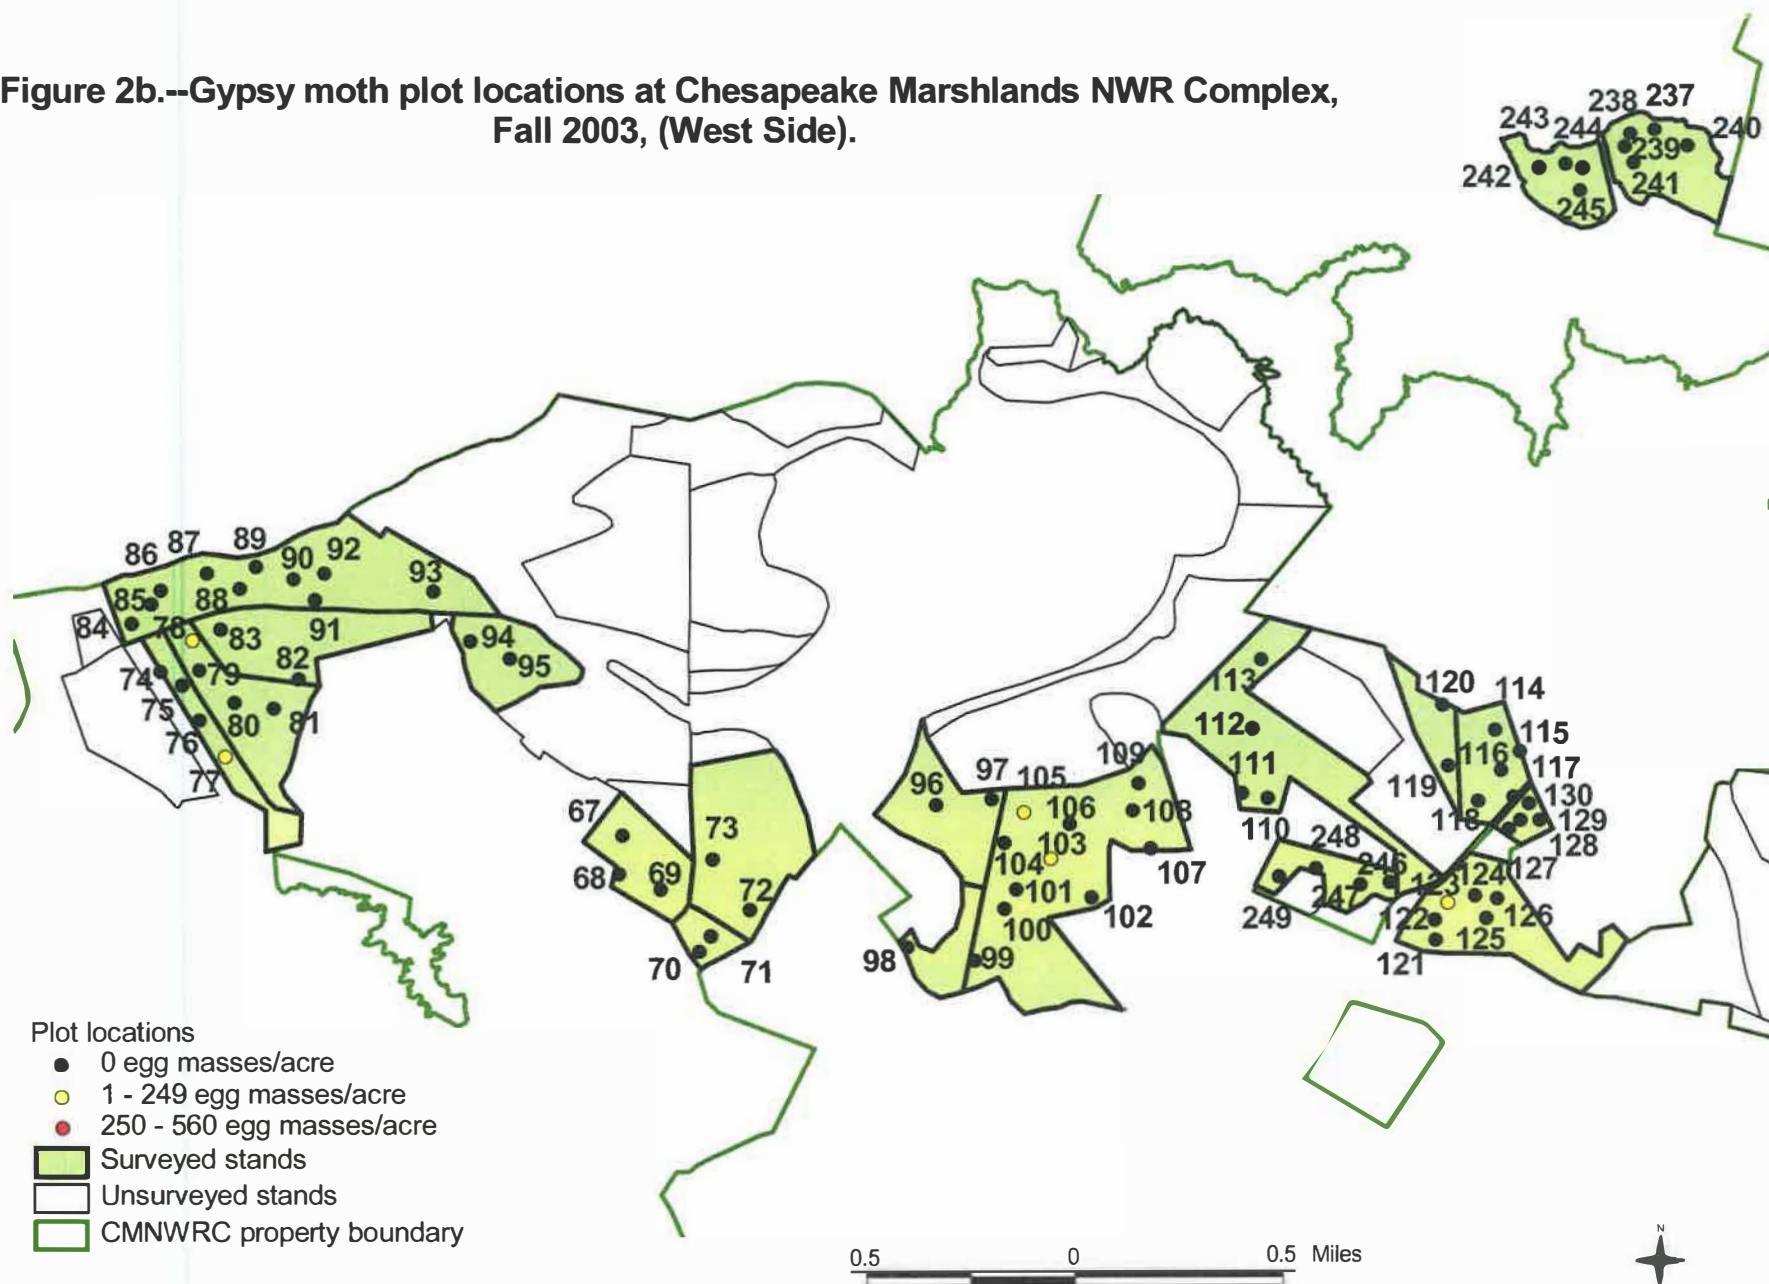 Figure 2b.--Gypsy moth plot locations at Chesapeake Marshlands NWR Complex,
Fall 2003, (West Side).
238 237
243 244 240
239
242 241
245
86 87 89 90 92
93
85 88
84 78 83 91 94
82 95
74 79
75 80 81
76
77
67
73
68 69
72
70 71
96 97 105 109
106 108
103
104
107
101
102
100
98 99
113
112
111
110
120 114
115
116
119 117
130
118 129
128
248
246 127
123 124
247
249 122 126
125
121
Plot locations
0 egg masses/acre
1 - 249 egg masses/acre
250 - 560 egg masses/acre
Surveyed stands
Unsurveyed stands
CMNWRC property boundary
0.5 0 0.5 Miles
N